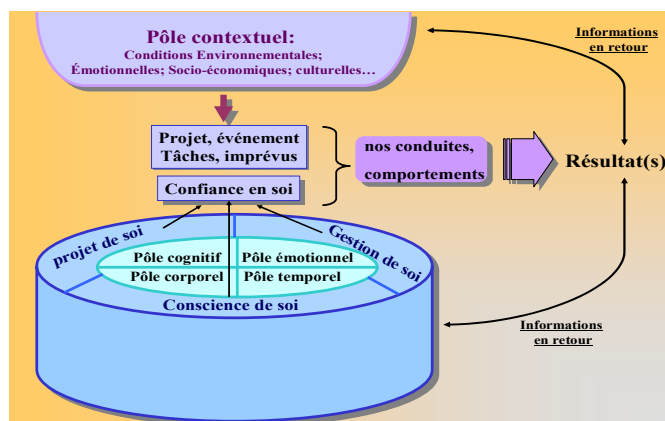 Pôle contextuel:
Conditions Environnementales;
Émotionnelles; Socio-économiques; culturelles…
Informations
en retour
Projet, événement
Tâches, imprévus
nos conduites,
comportements
Résultat(s)
Confiance en soi
projet de soi
Gestion de soi
Pôle cognitif
Pôle émotionnel
Pôle corporel
Pôle temporel
Conscience de soi
Informations
en retour